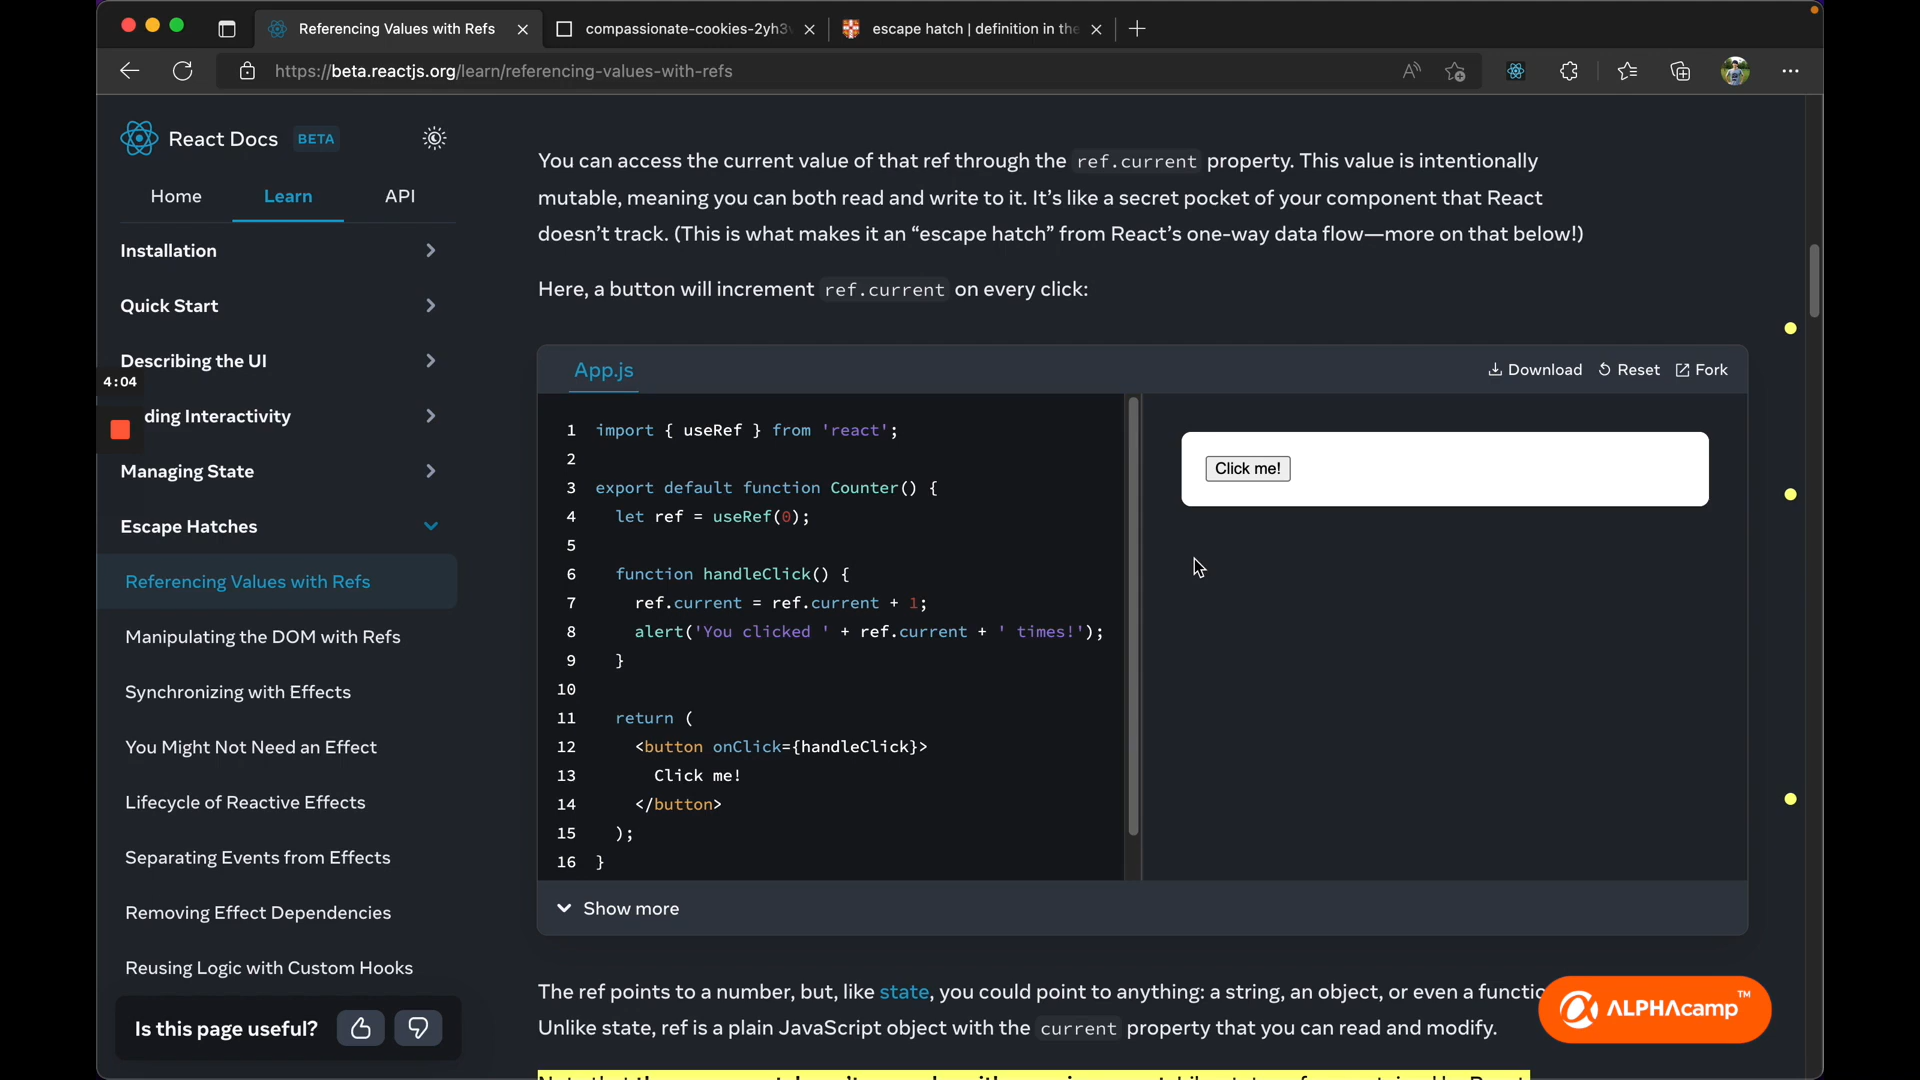 Referencing Values with Refs
compassionate-cookies-2yh3v
escape hatch | definition in the
https://beta.reactjs.org/learn/referencing-values-with-refs
React Docs BETA
Home Learn API
Installation
Quick Start
Describing the UI
4:04
ding Interactivity
Managing State
Escape Hatches
Referencing Values with Refs
Manipulating the DOM with Refs
Synchronizing with Effects
You Might Not Need an Effect
Lifecycle of Reactive Effects
Separating Events from Effects
Removing Effect Dependencies
Reusing Logic with Custom Hooks
Is this page useful?
You can access the current value of that ref through the ref.current property. This value is intentionally
mutable, meaning you can both read and write to it. It’s like a secret pocket of your component that React
doesn’t track. (This is what makes it an “escape hatch” from React’s one-way data flow—more on that below!)
Here, a button will increment ref.current on every click:
App.js
Download Reset Fork
1 import { useRef } from 'react';
2
3 export default function Counter() {
4 let ref = useRef(0);
5
6 function handleClick() {
7 ref.current = ref.current + 1;
8 alert('You clicked ' + ref.current + ' times!');
9 }
10
11 return (
12 <button onClick={handleClick}>
13 Click me!
14 </button>
15 );
16 }
Click me!
Show more
The ref points to a number, but, like state, you could point to anything: a string, an object, or even a functio
Unlike state, ref is a plain JavaScript object with the current property that you can read and modify.
ALPHAcamp™